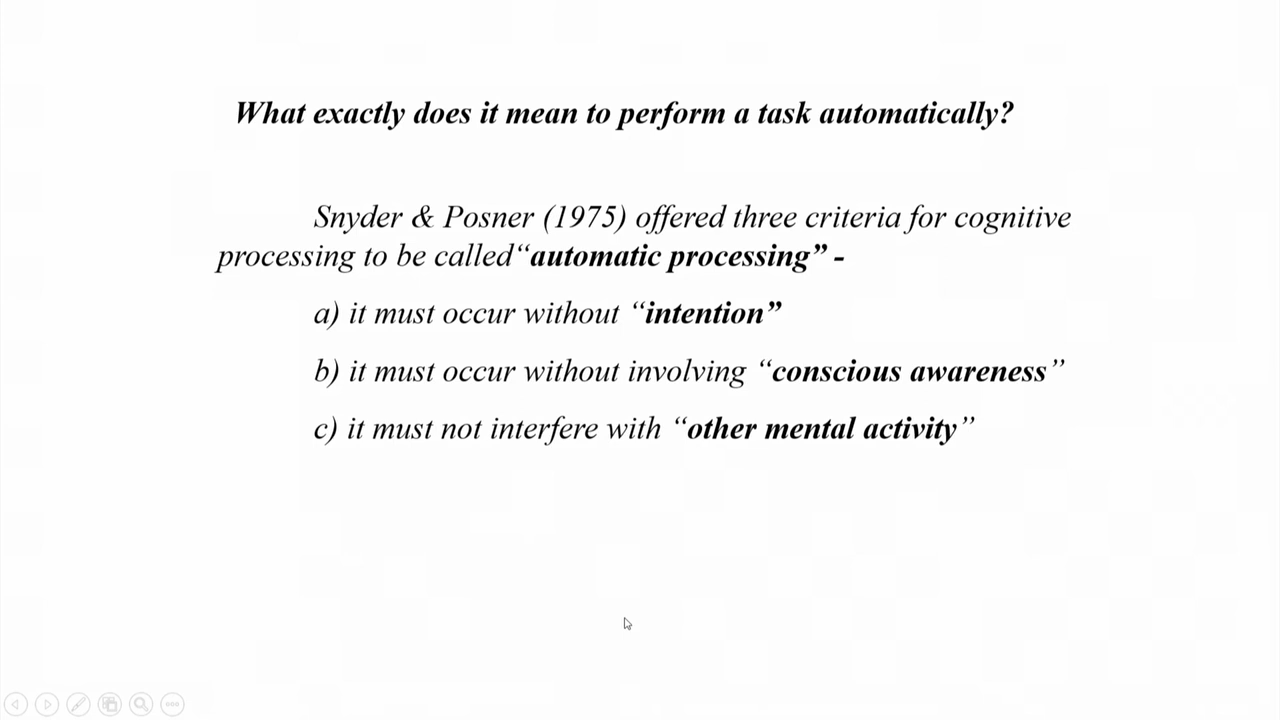 What exactly does it mean to perform a task automatically?
Snyder & Posner (1975) offered three criteria for cognitive
processing to be called“automatic processing” -
a) it must occur without “intention”
b) it must occur without involving “conscious awareness”
c) it must not interfere with “other mental activity”